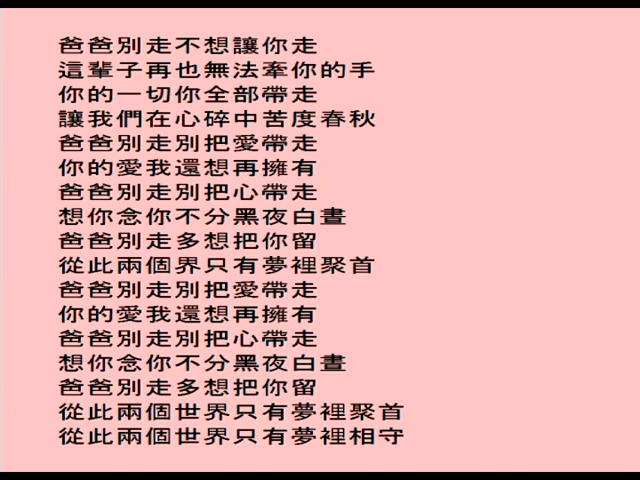 爸爸別走不想讓你走
這輩子再也無法牽你的手
你的一切你全部帶走
讓我們在心碎中苦度春秋
爸爸別走別把愛帶走
你的愛我還想再擁有
爸爸別走別把心帶走
想你念你不分黑夜白晝
爸爸別走多想把你留
從此兩個界只有夢裡聚首
爸爸別走別把愛帶走
你的愛我還想再擁有
爸爸別走別把心帶走
想你念你不分黑夜白晝
爸爸別走多想把你留
從此兩個世界只有夢裡聚首
從此兩個世界只有夢裡相守